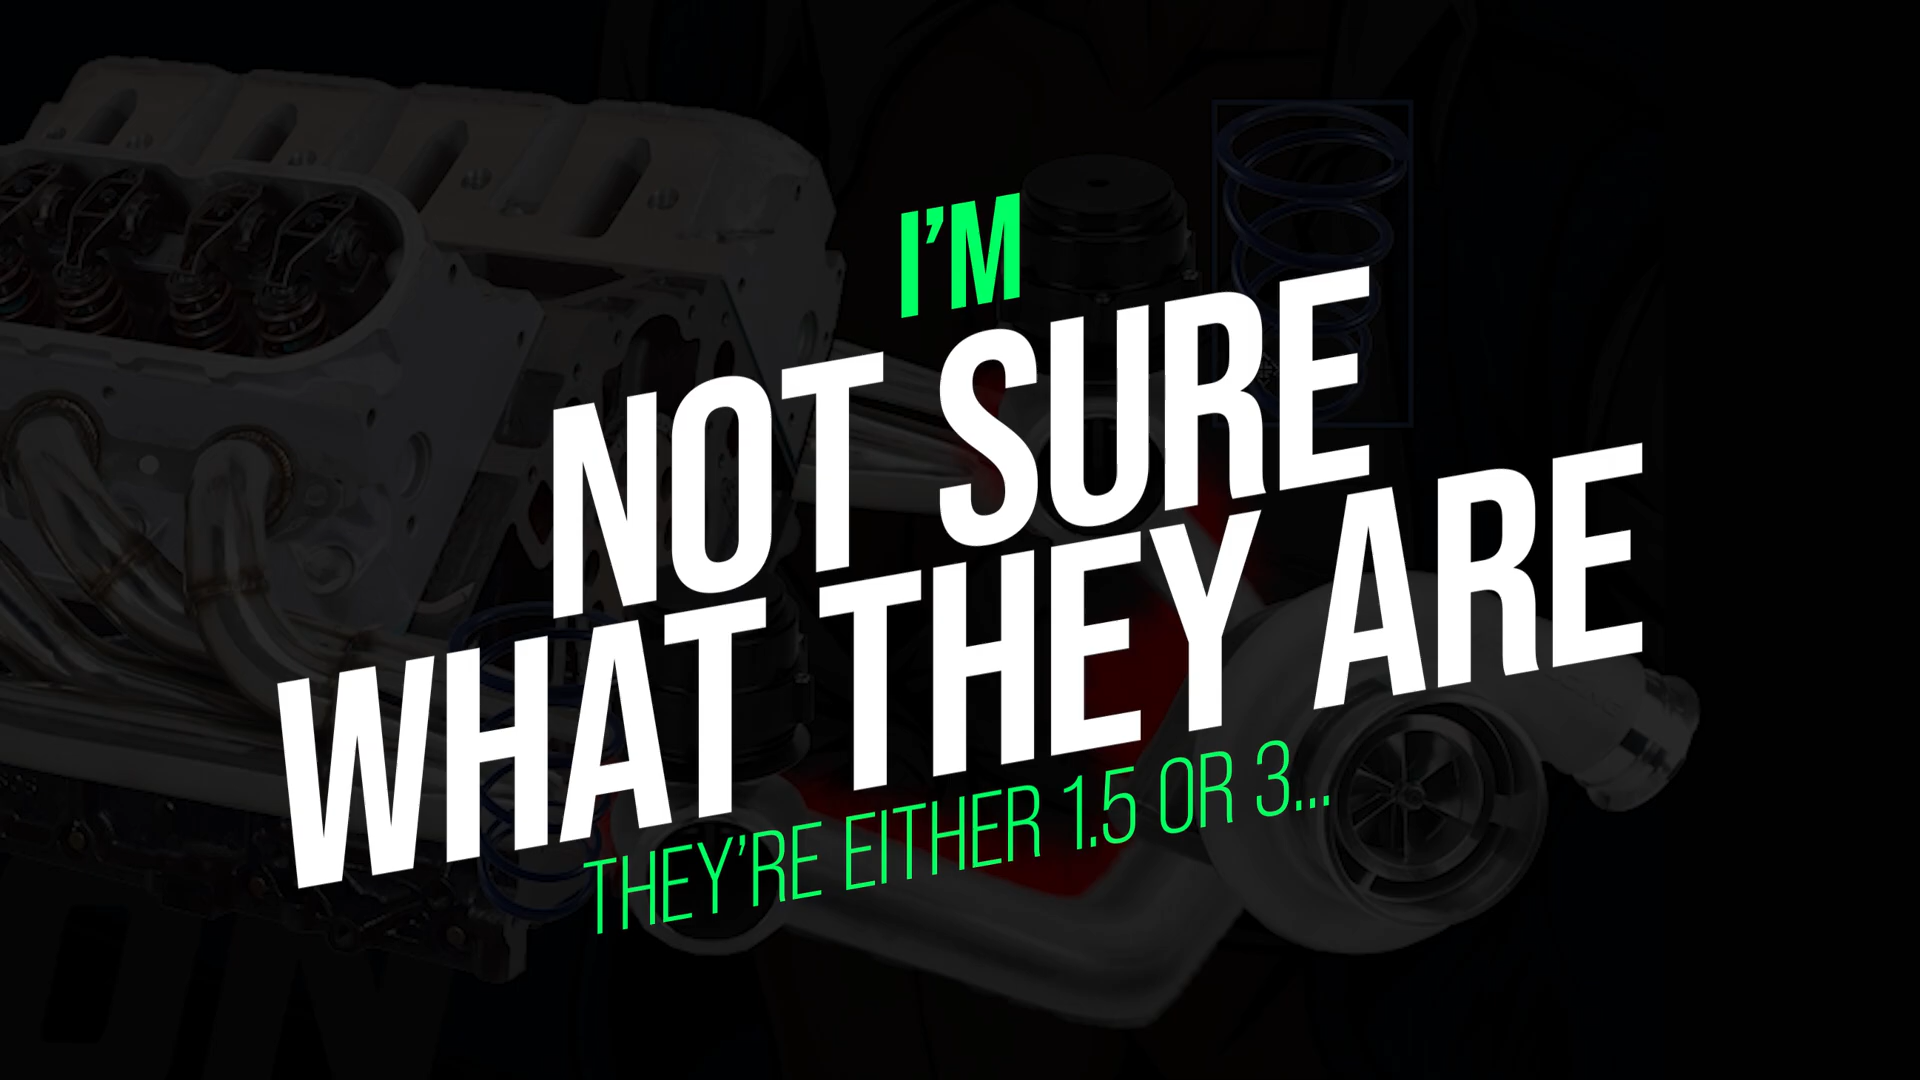 I'M
NOT SURE
WHAT THEY ARE
THEY'RE EITHER 1.5 OR 3...